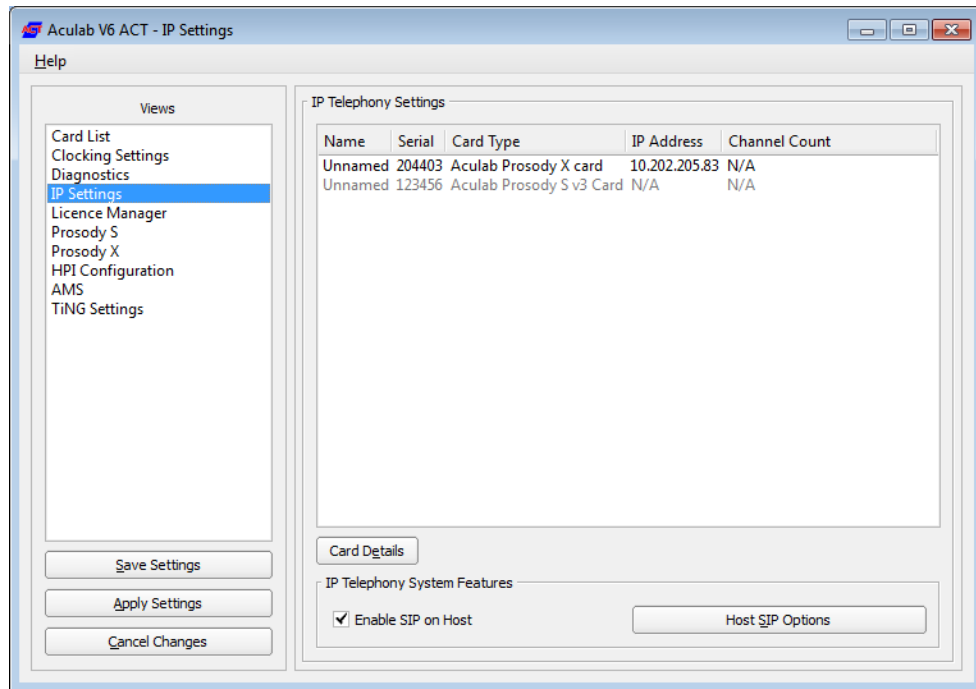 Aculab V6 ACT - IP Settings
Help
Views
Card List
Clocking Settings
Diagnostics
IP Settings
Licence Manager
Prosody S
Prosody X
HPI Configuration
AMS
TiNG Settings
Save Settings
Apply Settings
Cancel Changes
IP Telephony Settings
Name Serial Card Type IP Address Channel Count
Unnamed 204403 Aculab Prosody X card 10.202.205.83 N/A
Unnamed 123456 Aculab Prosody S v3 Card N/A N/A
Card Details
IP Telephony System Features
Enable SIP on Host
Host SIP Options